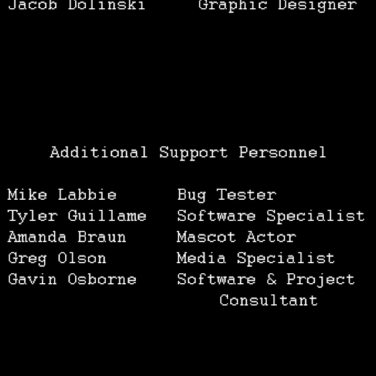 Jacob Dolinski Graphic Designer
Additional Support Personnel
Mike Labbie Bug Tester
Tyler Guillame Software Specialist
Amanda Braun Mascot Actor
Greg Olson Media Specialist
Gavin Osborne Software & Project
Consultant